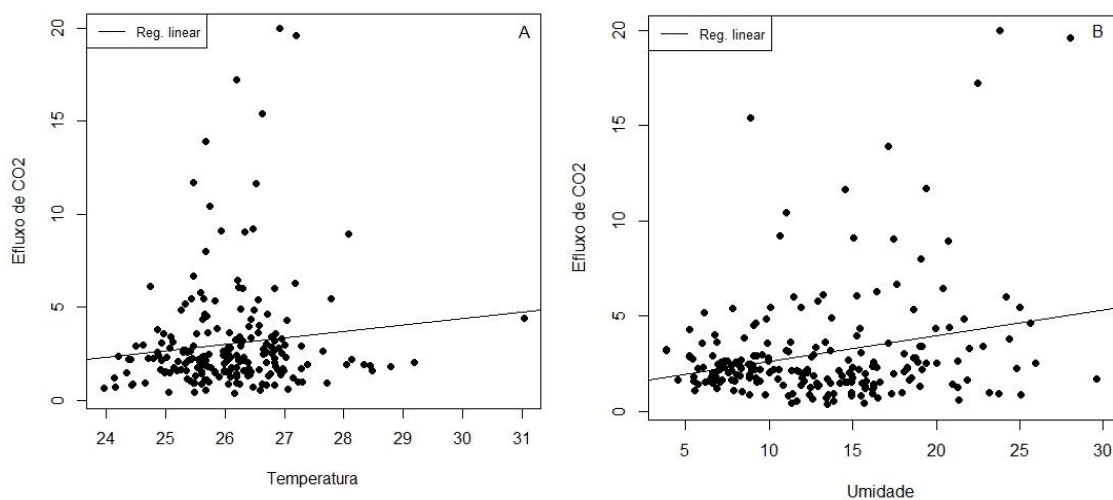 Reg. linear
A
Efluxo de CO2
20
15
10
5
0
24 25 26 27 28 29 30 31
Temperatura
Reg. linear
B
Efluxo de CO2
20
15
10
5
0
5 10 15 20 25 30
Umidade